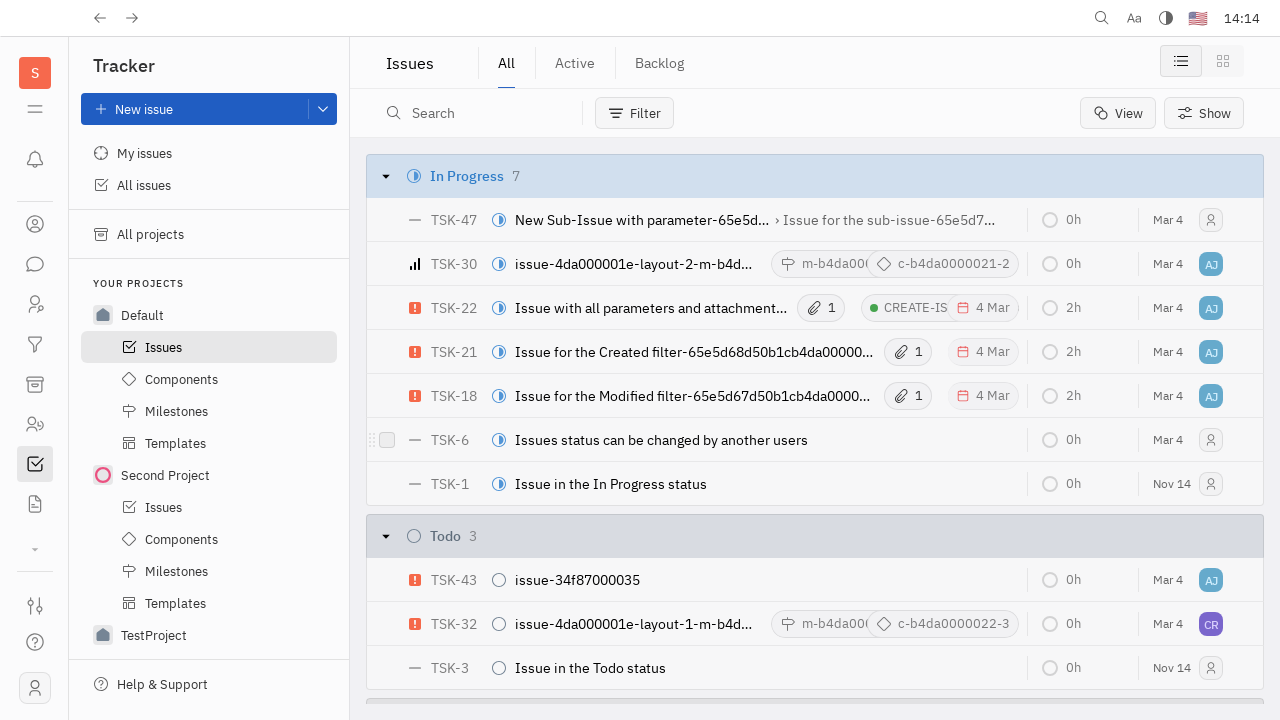 Aa
14:14
S
Tracker
New issue
My issues
All issues
All projects
YOUR PROJECTS
Default
Issues
Components
Milestones
Templates
Second Project
Issues
Components
Milestones
Templates
TestProject
Help & Support
Issues
All
Active
Backlog
Search
Filter
View
Show
In Progress 7
TSK-47 New Sub-Issue with parameter-65e5d... › Issue for the sub-issue-65e5d7... 0h Mar 4
TSK-30 issue-4da000001e-layout-2-m-b4d... m-b4da00 c-b4da0000021-2 0h Mar 4 AJ
TSK-22 Issue with all parameters and attachment... 1 CREATE-IS 4 Mar 2h Mar 4 AJ
TSK-21 Issue for the Created filter-65e5d68d50b1cb4da00000... 1 4 Mar 2h Mar 4 AJ
TSK-18 Issue for the Modified filter-65e5d67d50b1cb4da0000... 1 4 Mar 2h Mar 4 AJ
TSK-6 Issues status can be changed by another users 0h Mar 4
TSK-1 Issue in the In Progress status 0h Nov 14
Todo 3
TSK-43 issue-34f87000035 0h Mar 4 AJ
TSK-32 issue-4da000001e-layout-1-m-b4d... m-b4da00 c-b4da0000022-3 0h Mar 4 CR
TSK-3 Issue in the Todo status 0h Nov 14